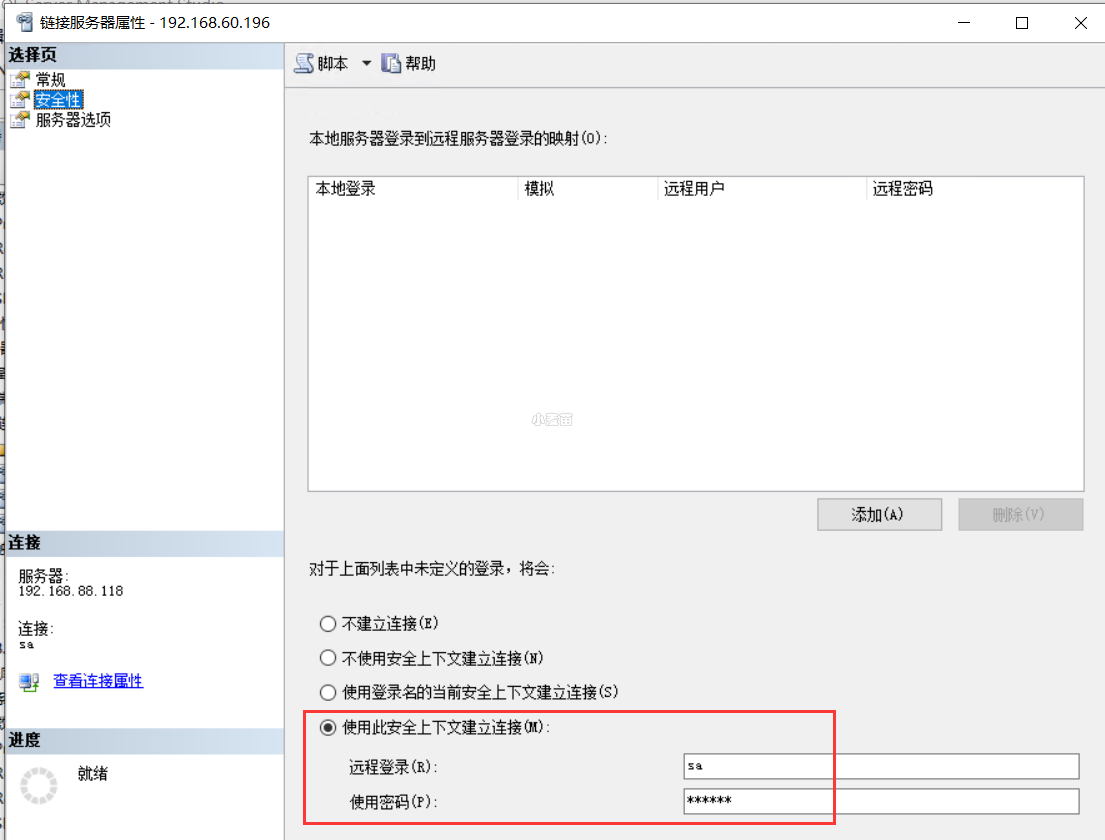 链接服务器属性 - 192.168.60.196
选择页
常规
安全性
服务器选项
脚本
帮助
本地服务器登录到远程服务器登录的映射(O):
本地登录 模拟 远程用户 远程密码
小麦苗
添加(A) 删除(V)
对于上面列表中未定义的登录，将会:
不建立连接(E)
不使用安全上下文建立连接(N)
使用登录名的当前安全上下文建立连接(S)
使用此安全上下文建立连接(M):
远程登录(R): sa
使用密码(P): ******
连接
服务器:
192.168.88.118
连接:
sa
查看连接属性
进度
就绪